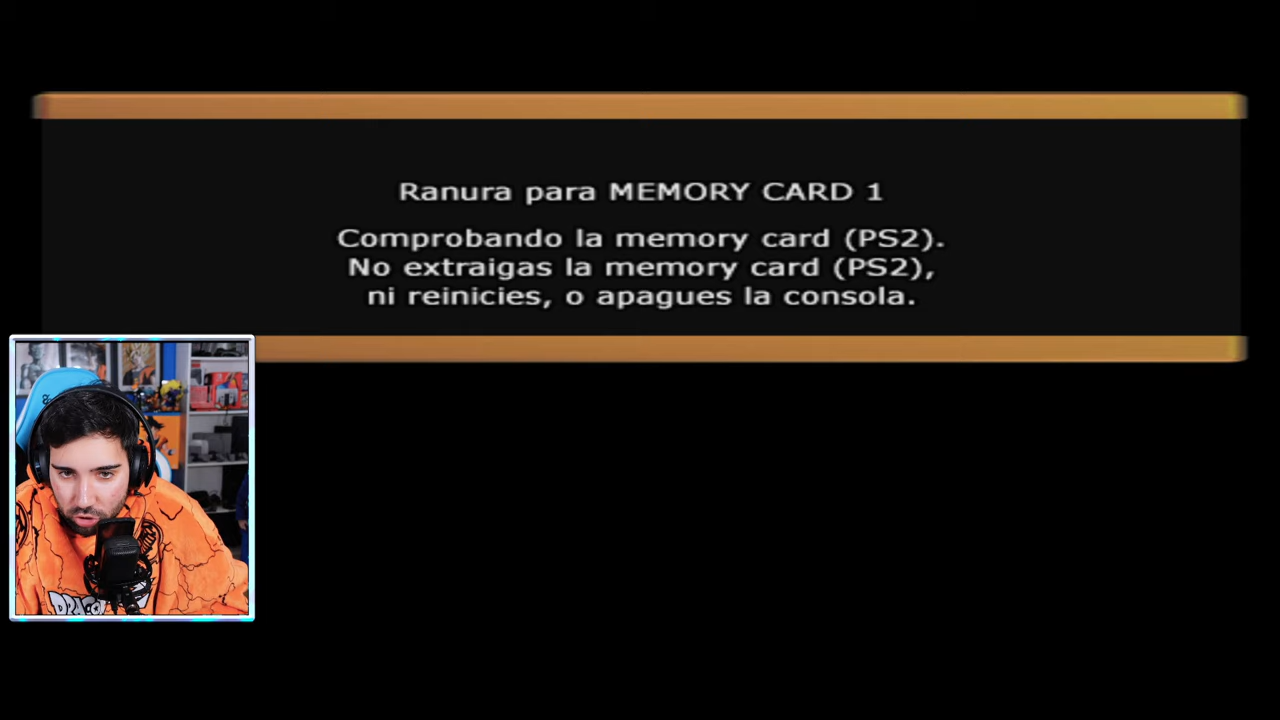 Ranura para MEMORY CARD 1
Comprobando la memory card (PS2).
No extraigas la memory card (PS2),
ni reinicies, o apagues la consola.